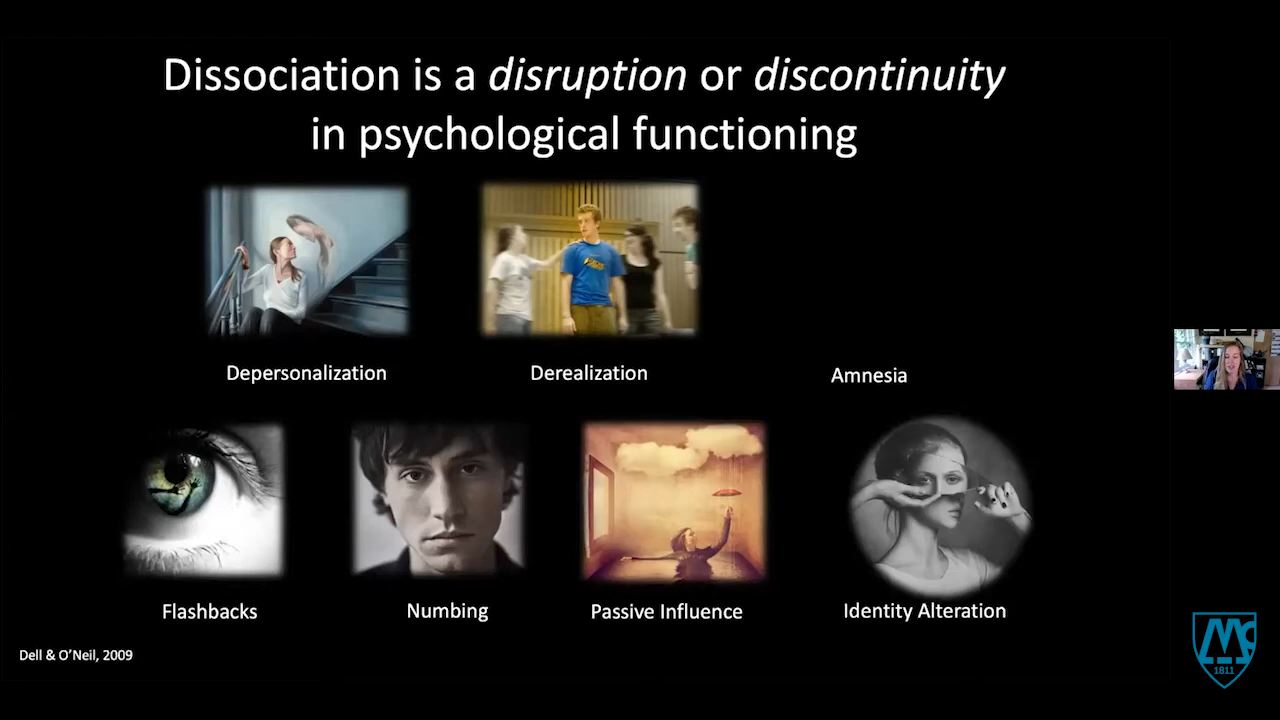 Dissociation is a disruption or discontinuity
in psychological functioning
Depersonalization
Derealization
Amnesia
Flashbacks
Numbing
Passive Influence
Identity Alteration
Dell & O’Neil, 2009
1811